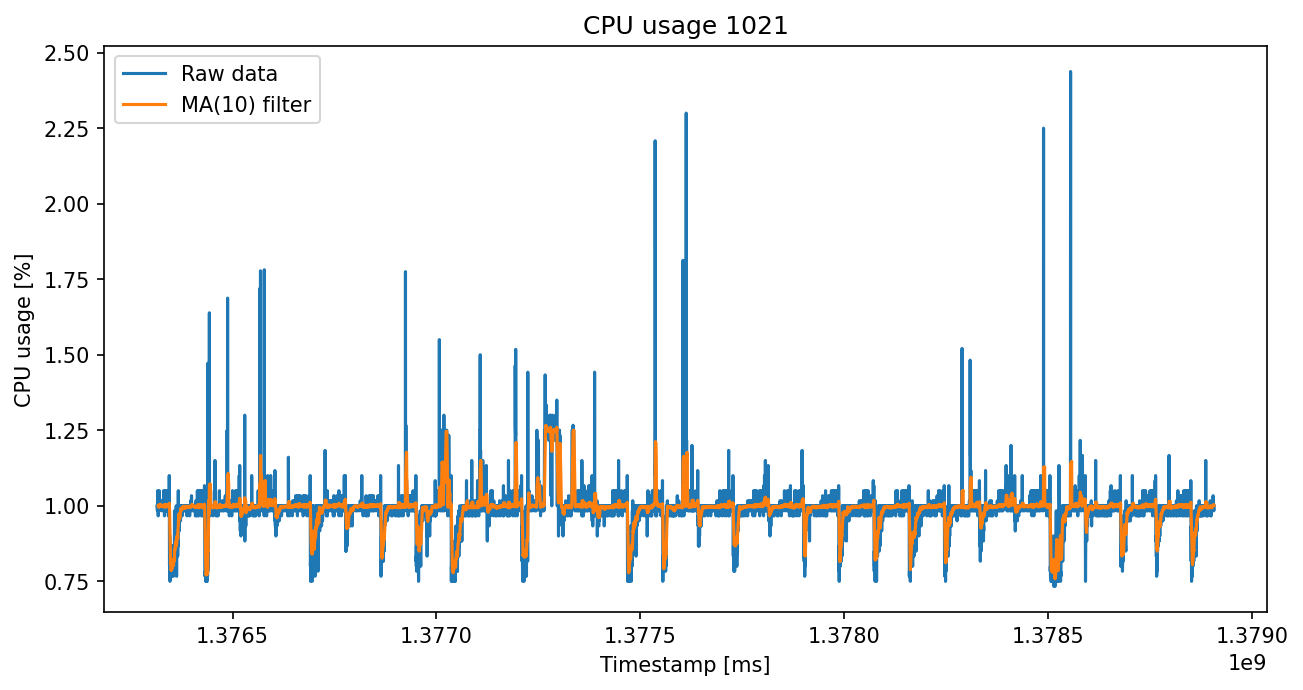 CPU usage 1021
Raw data
MA(10) filter
CPU usage [%]
2.50
2.25
2.00
1.75
1.50
1.25
1.00
0.75
1.3765 1.3770 1.3775 1.3780 1.3785 1.3790
1e9
Timestamp [ms]